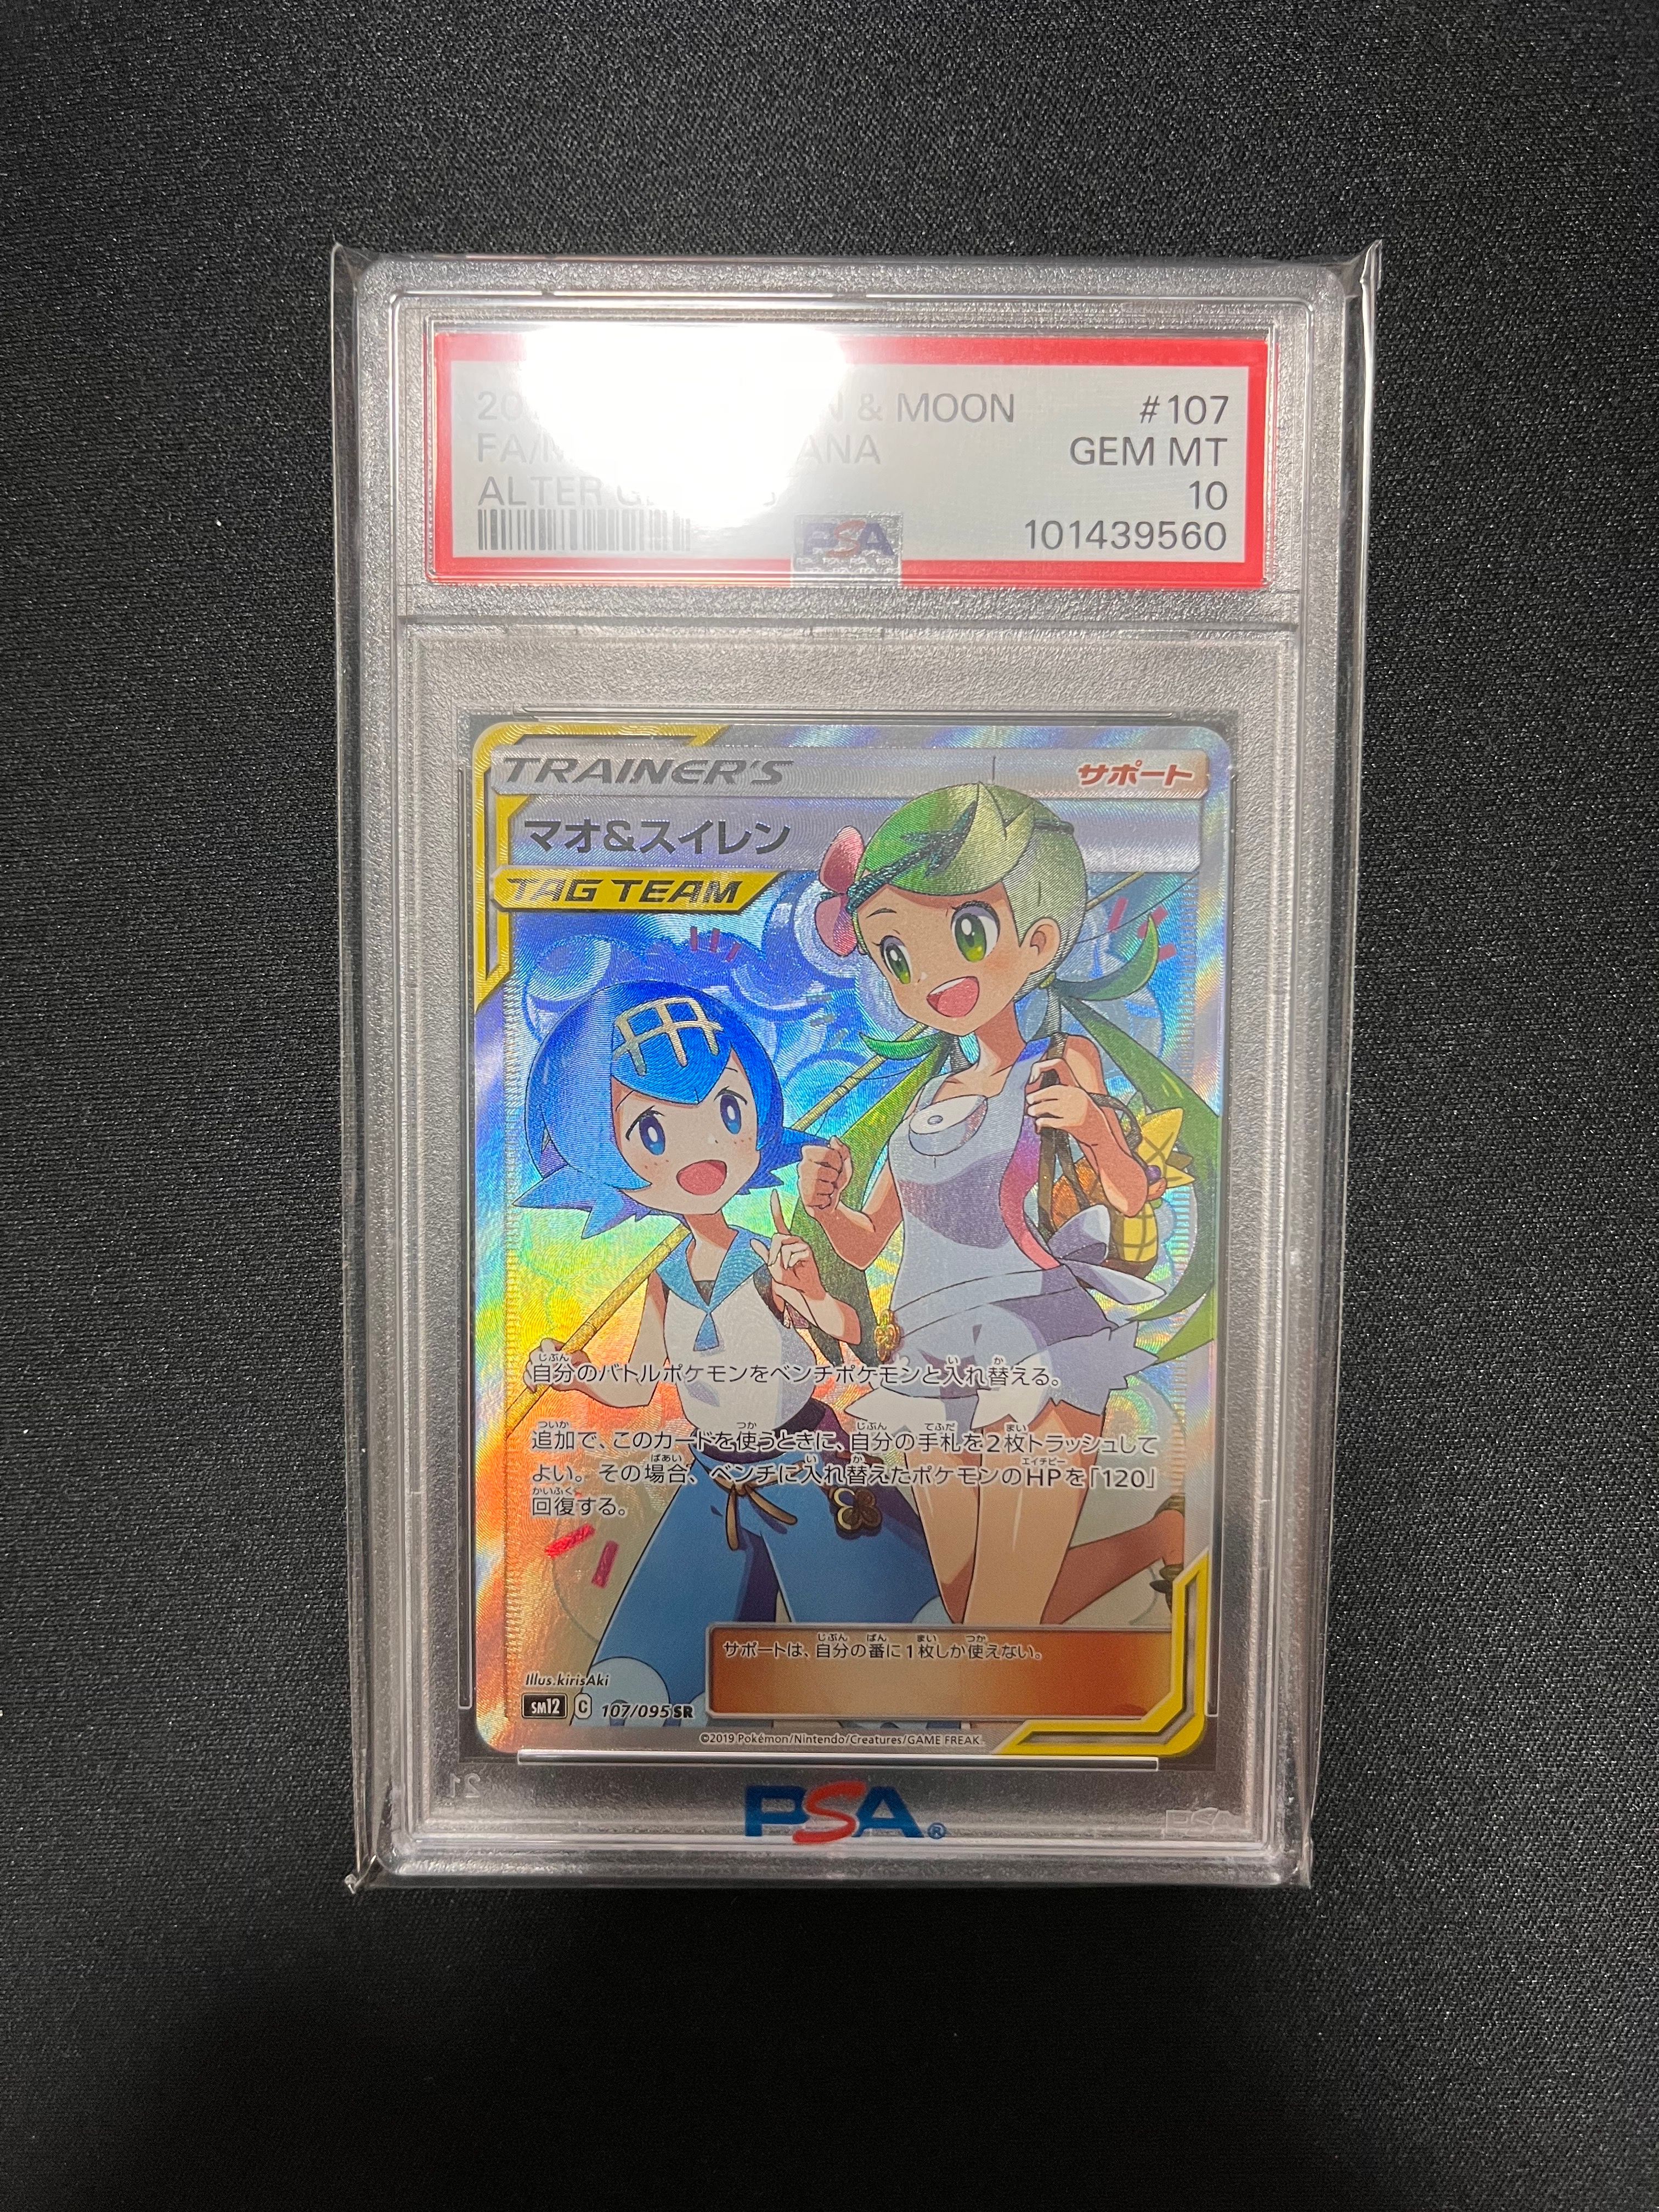 & MOON #107
FA/ ANA GEM MT
ALTER 10
PSA 101439560
TRAINER'S サポート
マオ&スイレン
TAG TEAM
自分のバトルポケモンをベンチポケモンと入れ替える。
追加で、このカードを使うときに、自分の手札を2枚トラッシュして
よい。その場合、ベンチに入れ替えたポケモンのHPを「120」
回復する。
サポートは、自分の番に1枚しか使えない。
Illus.kirisAki
SM12 C 107/095 SR
©2019 Pokémon/Nintendo/Creatures/GAME FREAK.
PSA®